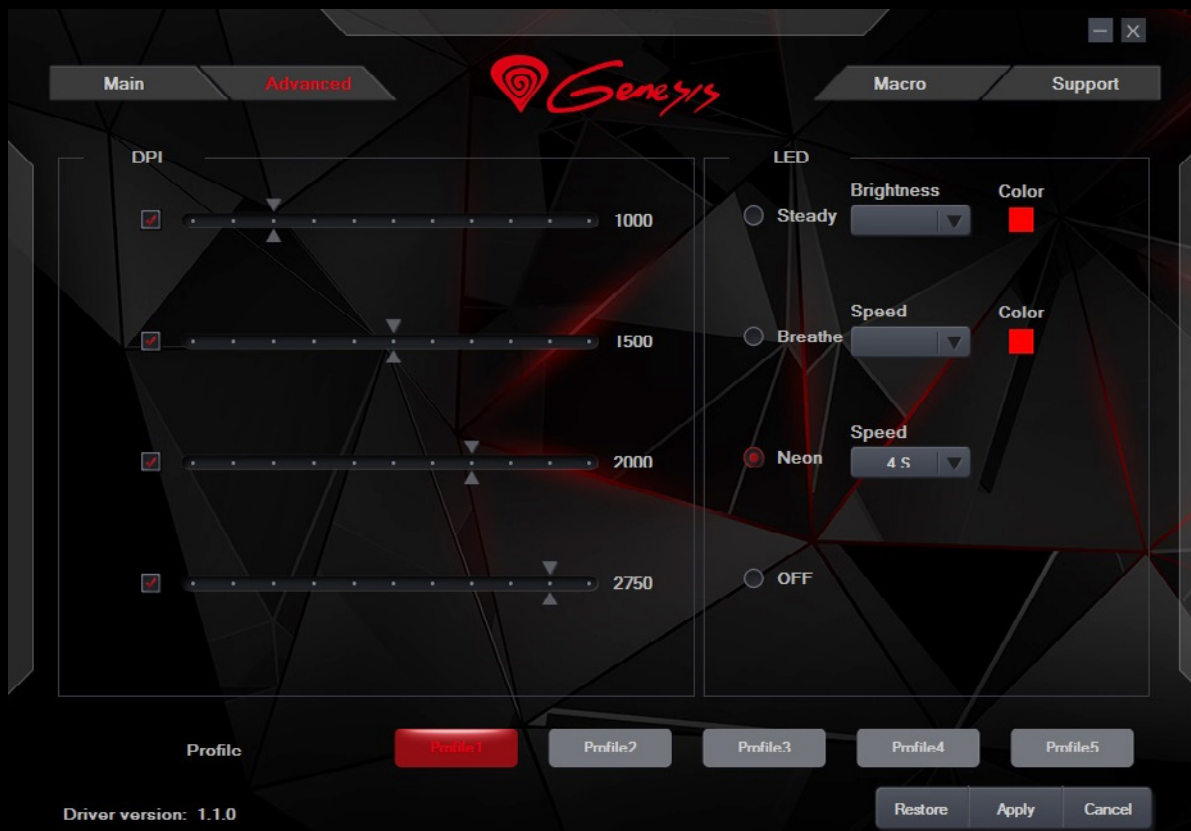 Main Advanced Genesis Macro Support
DPI
1000
1500
2000
2750
LED
Brightness Color
Steady
Speed Color
Breathe
Speed
Neon 4 S
OFF
Profile Profile1 Profile2 Profile3 Profile4 Profile5
Driver version: 1.1.0
Restore Apply Cancel